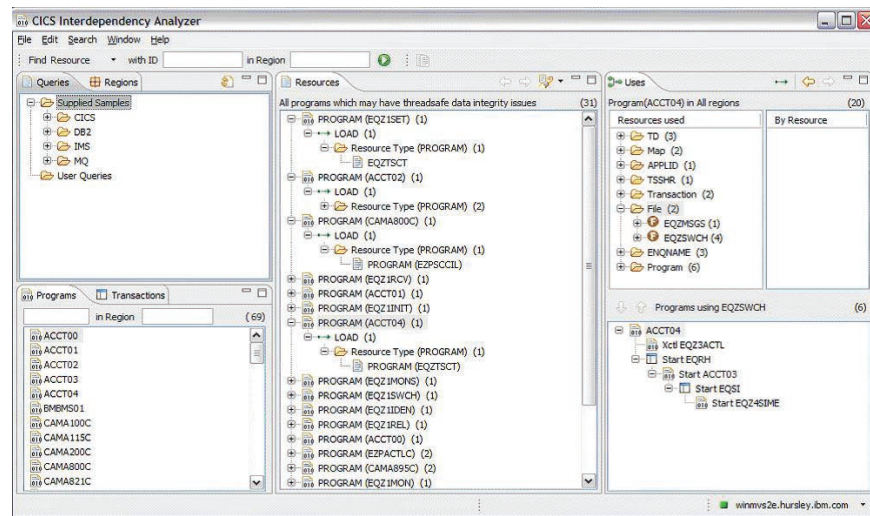 CICS Interdependency Analyzer
File Edit Search Window Help
Find Resource with ID in Region
Queries Regions
Supplied Samples
CICS
DB2
IMS
MQ
User Queries
Programs Transactions
in Region (69)
ACCT00
ACCT01
ACCT02
ACCT03
ACCT04
BMBMS01
CAMA100C
CAMA115C
CAMA200C
CAMA800C
CAMA821C
Resources
All programs which may have threadsafe data integrity issues (31)
PROGRAM (EQZ1SET) (1)
LOAD (1)
Resource Type (PROGRAM) (1)
EQZTSCT
PROGRAM (ACCT02) (1)
LOAD (1)
Resource Type (PROGRAM) (2)
PROGRAM (CAMA800C) (1)
LOAD (1)
Resource Type (PROGRAM) (1)
PROGRAM (EZPSCCIL)
PROGRAM (EQZ1RCV) (1)
PROGRAM (ACCT01) (1)
PROGRAM (EQZ1INIT) (1)
PROGRAM (ACCT04) (1)
LOAD (1)
Resource Type (PROGRAM) (1)
PROGRAM (EQZTSCT)
PROGRAM (EQZ1MONS) (1)
PROGRAM (EQZ1SWCH) (1)
PROGRAM (EQZ1IDEN) (1)
PROGRAM (EQZ1REL) (1)
PROGRAM (ACCT00) (1)
PROGRAM (EZPACTLC) (2)
PROGRAM (CAMA895C) (2)
PROGRAM (EQZ1MON) (1)
Uses
Program(ACCT04) in All regions (20)
Resources used
TD (3)
Map (2)
APPLID (1)
TSSHR (1)
Transaction (2)
File (2)
EQZMSGS (1)
EQZSWCH (4)
ENQNAME (3)
Program (6)
By Resource
Programs using EQZSWCH (6)
ACCT04
Xctl EQZ3ACTL
Start EQRH
Start ACCT03
Start EQSI
Start EQZ4SIME
winmvs2e.hursley.ibm.com